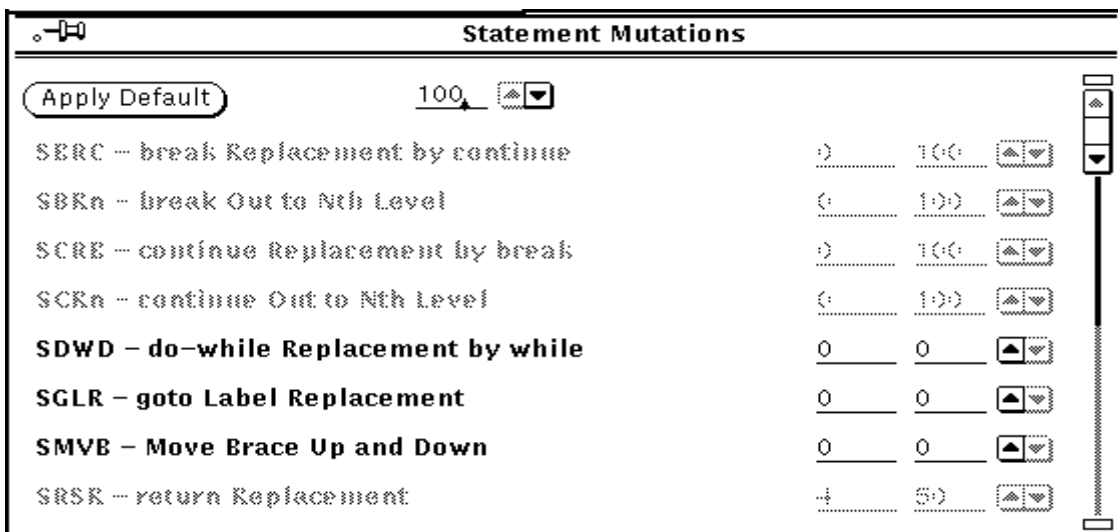 Statement Mutations
Apply Default 100
SBRC – break Replacement by continue 0 100
SBRn – break Out to Nth Level 0 100
SCRB – continue Replacement by break 0 100
SCRn – continue Out to Nth Level 0 100
SDWD – do–while Replacement by while 0 0
SGLR – goto Label Replacement 0 0
SMVB – Move Brace Up and Down 0 0
SRSR – return Replacement 4 50